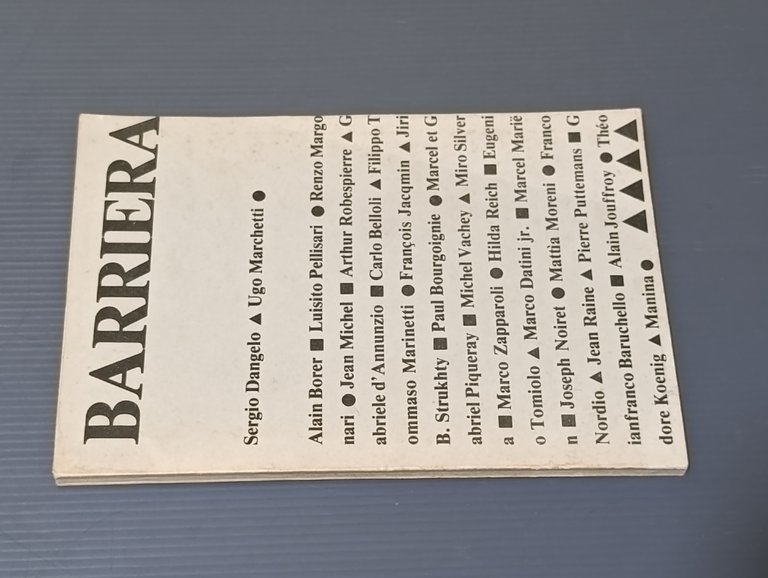 BARRIERA
Sergio Dangelo ▲ Ugo Marchetti ●
Alain Borer ■ Luisito Pellisari ● Renzo Margo
nari ● Jean Michel ■ Arthur Robespierre ▲ G
abriele d'Annunzio ■ Carlo Belloli ▲ Filippo T
ommaso Marinetti ● François Jacqmin ▲ Jiri
B. Strukhty ■ Paul Bourgoignie ● Marcel et G
abriel Piqueray ■ Michel Vachey ▲ Miro Silver
a ■ Marco Zapparoli ● Hilda Reich ■ Eugeni
o Tomiolo ▲ Marco Datini jr. ■ Marcel Marië
n ■ Joseph Noiret ● Mattia Moreni ● Franco
Nordio ▲ Jean Raine ▲ Pierre Puttemans ■ G
ianfranco Baruchello ■ Alain Jouffroy ● Théo
dore Koenig ▲ Manina ● ▲▲▲▲